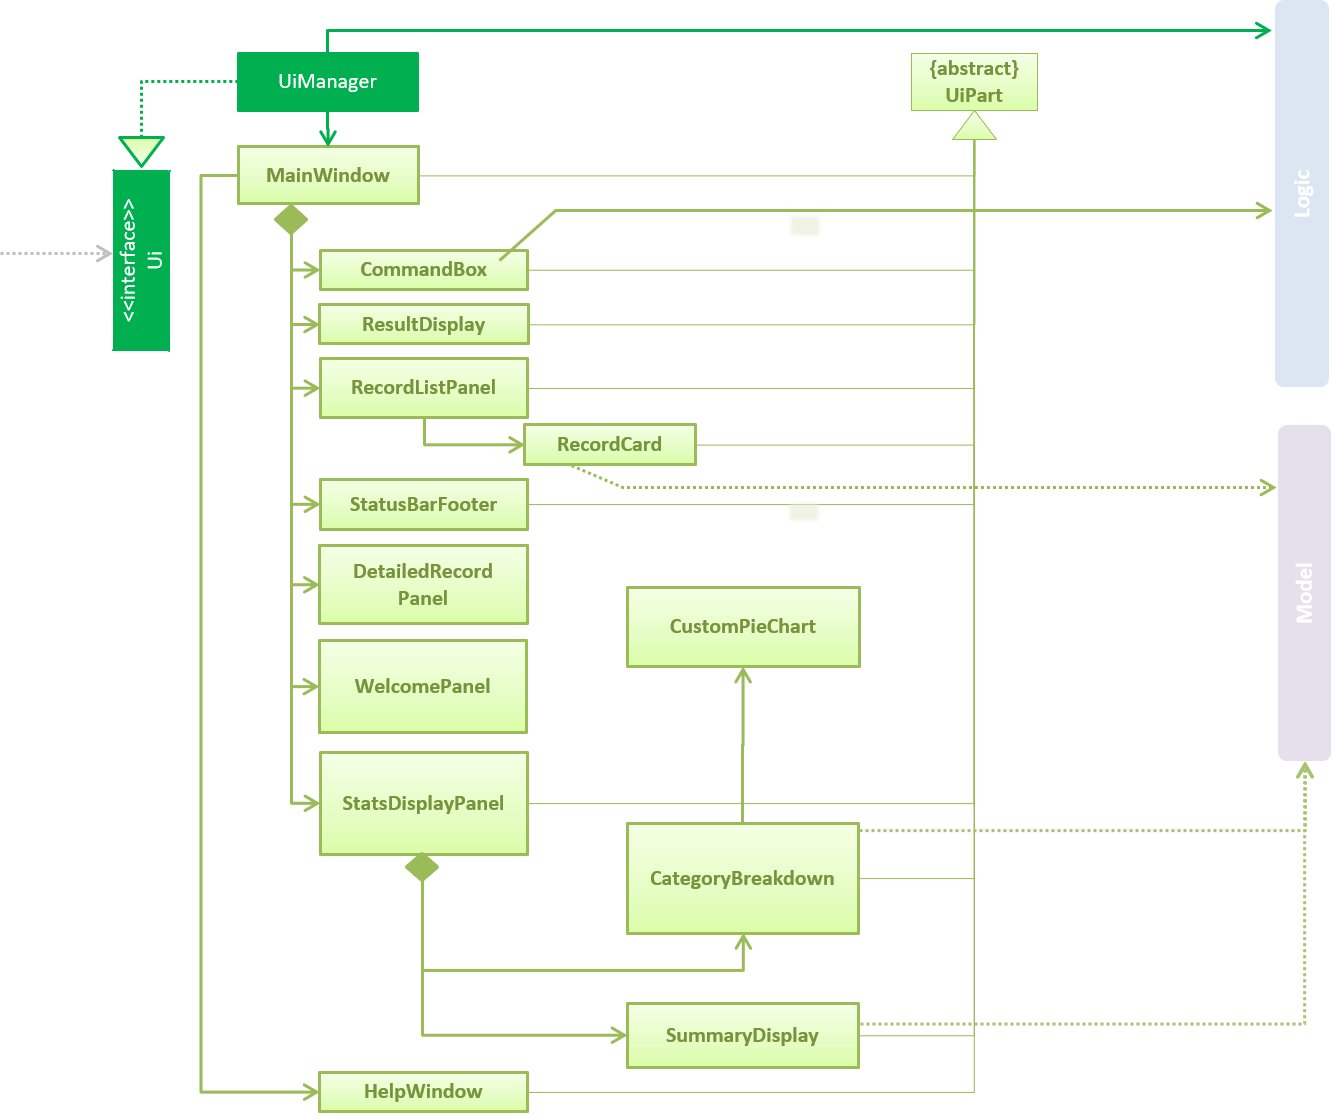 UiManager
{abstract}
UiPart
Logic
MainWindow
<<interface>>
Ui
CommandBox
ResultDisplay
RecordListPanel
RecordCard
StatusBarFooter
DetailedRecord
Panel
CustomPieChart
Model
WelcomePanel
StatsDisplayPanel
CategoryBreakdown
SummaryDisplay
HelpWindow